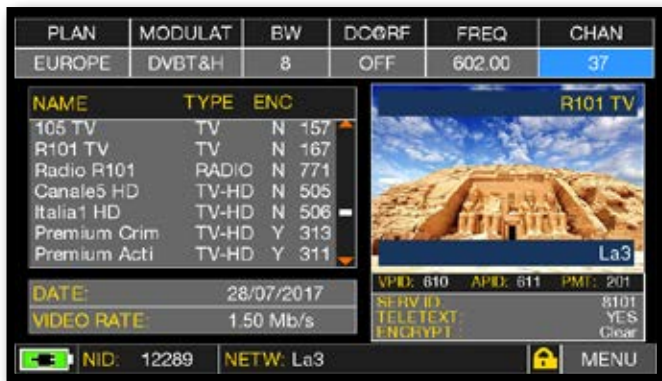 PLAN MODULAT BW DC@RF FREQ CHAN
EUROPE DVBT&H 8 OFF 602.00 37
NAME TYPE ENC
105 TV TV N 157
R101 TV TV N 167
Radio R101 RADIO N 771
Canale5 HD TV-HD N 505
Italia1 HD TV-HD N 506
Premium Crim TV-HD Y 313
Premium Acti TV-HD Y 311
R101 TV
La3
VPID: 610 APID: 611 PMT: 201
SERV ID: 8101
TELETEXT: YES
ENCRYPT: Clear
DATE: 28/07/2017
VIDEO RATE: 1.50 Mb/s
NID: 12289 NETW: La3 MENU